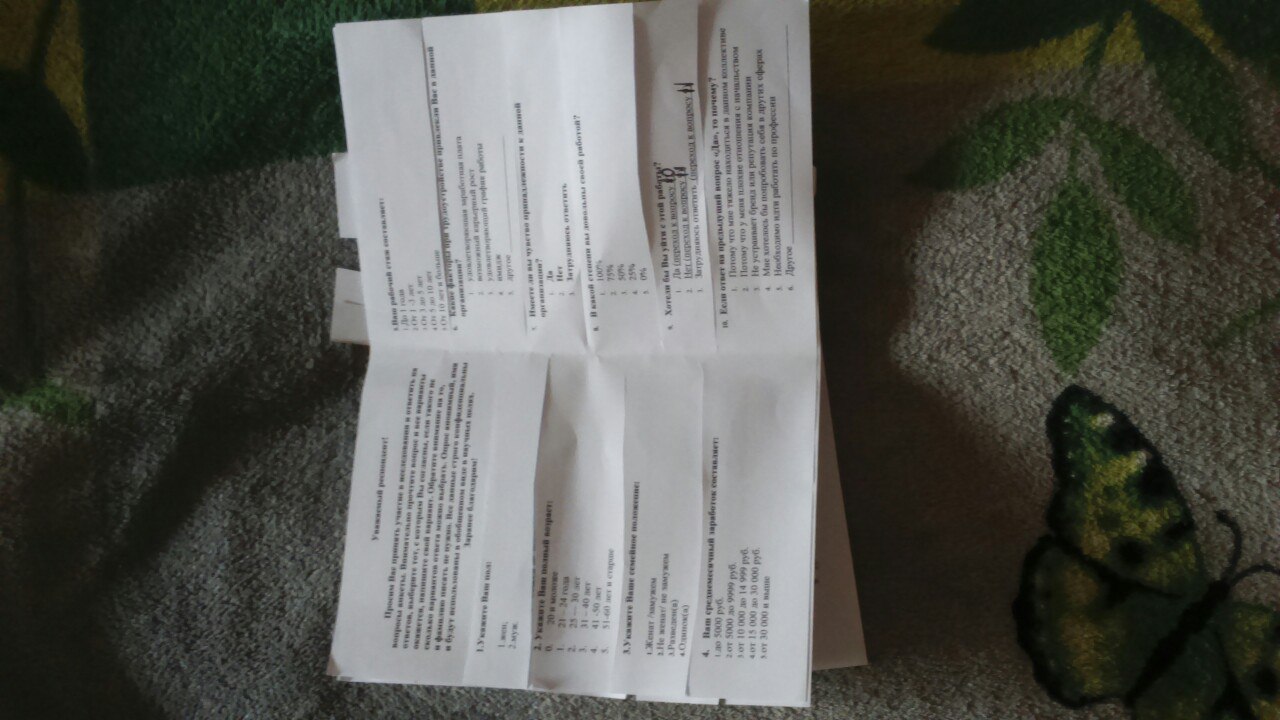 Уважаемый респондент!
Просим Вас принять участие в исследовании и ответить на
вопросы анкеты. Внимательно прочтите вопрос и все варианты
ответов, выберите тот, с которым Вы согласны, если такого не
окажется, напишите свой вариант. Обратите внимание на то,
сколько вариантов ответа можно выбрать. Опрос анонимный, имя
и фамилию писать не нужно. Все данные строго конфиденциальны
и будут использованы в обобщенном виде в научных целях.
Заранее благодарим!
1.Укажите Ваш пол:
1.жен.
2.муж.
2. Укажите Ваш полный возраст:
0. 20 и моложе
1. 21 – 24 года
2. 25 – 30 лет
3. 31 – 40 лет
4. 41 -50 лет
5. 51-60 лет и старше
3.Укажите Ваше семейное положение:
1.Женат /замужем
2.Не женат/ не замужем
3.Разведен(а)
4.Одинок(а)
4. Ваш среднемесячный заработок составляет:
1.до 5000 руб.
2.от 5000 до 9999 руб.
3.от 10 000 до 14 999 руб.
4.от 15 000 до 30 000 руб.
5.от 30 000 и выше
5.Ваш рабочий стаж составляет:
1.До 1 года
2.От 1 -3 лет
3.От 3 до 5 лет
4.От 5 до 10 лет
5.От 10 лет и больше
6. Какие факторы при трудоустройстве привлекли Вас в данной
организации?
1. удовлетворяющая заработная плата
2. возможный карьерный рост
3. удовлетворяющий график работы
4. имидж
5. другое
7. Имеете ли вы чувство принадлежности к данной
организации?
1. Да
2. Нет
3. Затрудняюсь ответить
8. В какой степени вы довольны своей работой?
1. 100%
2. 75%
3. 50%
4. 25%
5. 0%
9. Хотели бы Вы уйти с этой работы?
1. Да (переход к вопросу 10
2. Нет (переход к вопросу 11
3. Затрудняюсь ответить (переход к вопросу 11
10. Если ответ на предыдущий вопрос «Да», то почему?
1. Потому что мне тяжело находиться в данном коллективе
2. Потому что у меня плохие отношения с начальством
3. Не устраивает бренд или репутация компании
4. Мне хотелось бы попробовать себя в других сферах
5. Необходимо идти работать по профессии
6. Другое